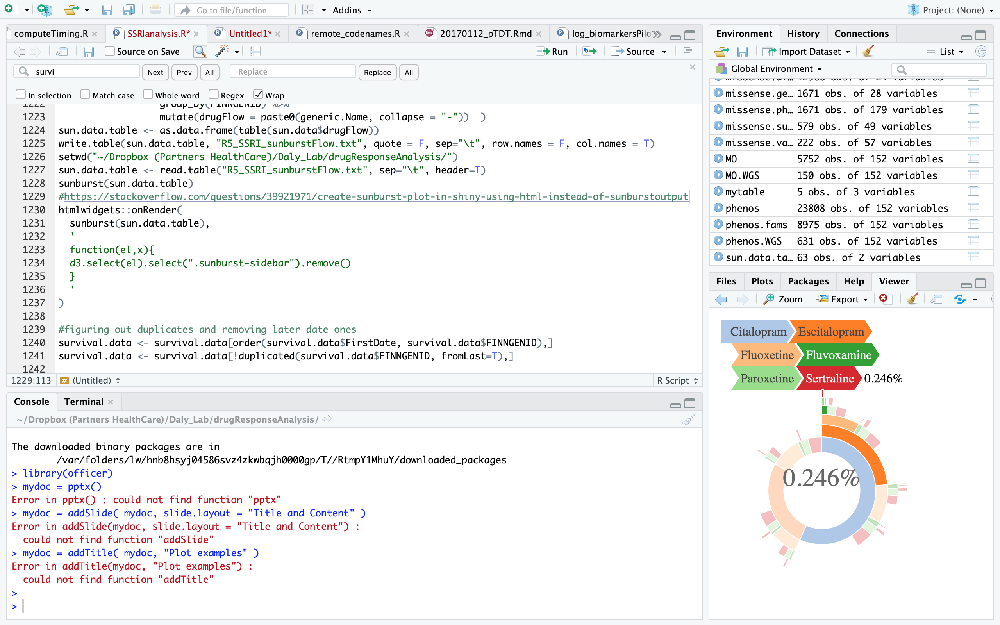 Go to file/function
Addins
Project: (None)
computeTiming.R
SSRIanalysis.R*
Untitled1*
remote_codenames.R
20170112_pTDT.Rmd
log_biomarkersPilo
Source on Save
Run
Source
survi
Next
Prev
All
Replace
Replace
All
In selection
Match case
Whole word
Regex
Wrap
1222 group_by(FINNGENID) %>%
1223 mutate(drugFlow = paste0(generic.Name, collapse = "-"))  )
1224 sun.data.table <- as.data.frame(table(sun.data$drugFlow))
1225 write.table(sun.data.table, "R5_SSRI_sunburstFlow.txt", quote = F, sep="\t", row.names = F, col.names = T)
1226 setwd("~/Dropbox (Partners HealthCare)/Daly_Lab/drugResponseAnalysis/")
1227 sun.data.table <- read.table("R5_SSRI_sunburstFlow.txt", sep="\t", header=T)
1228 sunburst(sun.data.table)
1229 #https://stackoverflow.com/questions/39921971/create-sunburst-plot-in-shiny-using-html-instead-of-sunburstoutput
1230 htmlwidgets::onRender(
1231 sunburst(sun.data.table),
1232 '
1233 function(el,x){
1234 d3.select(el).select(".sunburst-sidebar").remove()
1235 }
1236 '
1237 )
1238
1239 #figuring out duplicates and removing later date ones
1240 survival.data <- survival.data[order(survival.data$FirstDate, survival.data$FINNGENID),]
1241 survival.data <- survival.data[!duplicated(survival.data$FINNGENID, fromLast=T),]
1242
1229:113
# (Untitled)
R Script
Console
Terminal
~/Dropbox (Partners HealthCare)/Daly_Lab/drugResponseAnalysis/
The downloaded binary packages are in
/var/folders/lw/hnb8hsyj04586svz4zkwbqjh0000gp/T//RtmpY1MhuY/downloaded_packages
> library(officer)
> mydoc = pptx()
Error in pptx() : could not find function "pptx"
> mydoc = addSlide( mydoc, slide.layout = "Title and Content" )
Error in addSlide(mydoc, slide.layout = "Title and Content") :
could not find function "addSlide"
> mydoc = addTitle( mydoc, "Plot examples" )
Error in addTitle(mydoc, "Plot examples") :
could not find function "addTitle"
>
>
Environment
History
Connections
Import Dataset
List
Global Environment
missense.ge… 1671 obs. of 28 variables
missense.ph… 1671 obs. of 179 variables
missense.su… 579 obs. of 49 variables
missense.va… 222 obs. of 57 variables
MO 5752 obs. of 152 variables
MO.WGS 150 obs. of 152 variables
mytable 5 obs. of 3 variables
phenos 23808 obs. of 152 variables
phenos.fams 8975 obs. of 152 variables
phenos.WGS 631 obs. of 152 variables
sun.data.ta… 63 obs. of 2 variables
Files
Plots
Packages
Help
Viewer
Zoom
Export
Citalopram Escitalopram
Fluoxetine Fluvoxamine
Paroxetine Sertraline 0.246%
0.246%